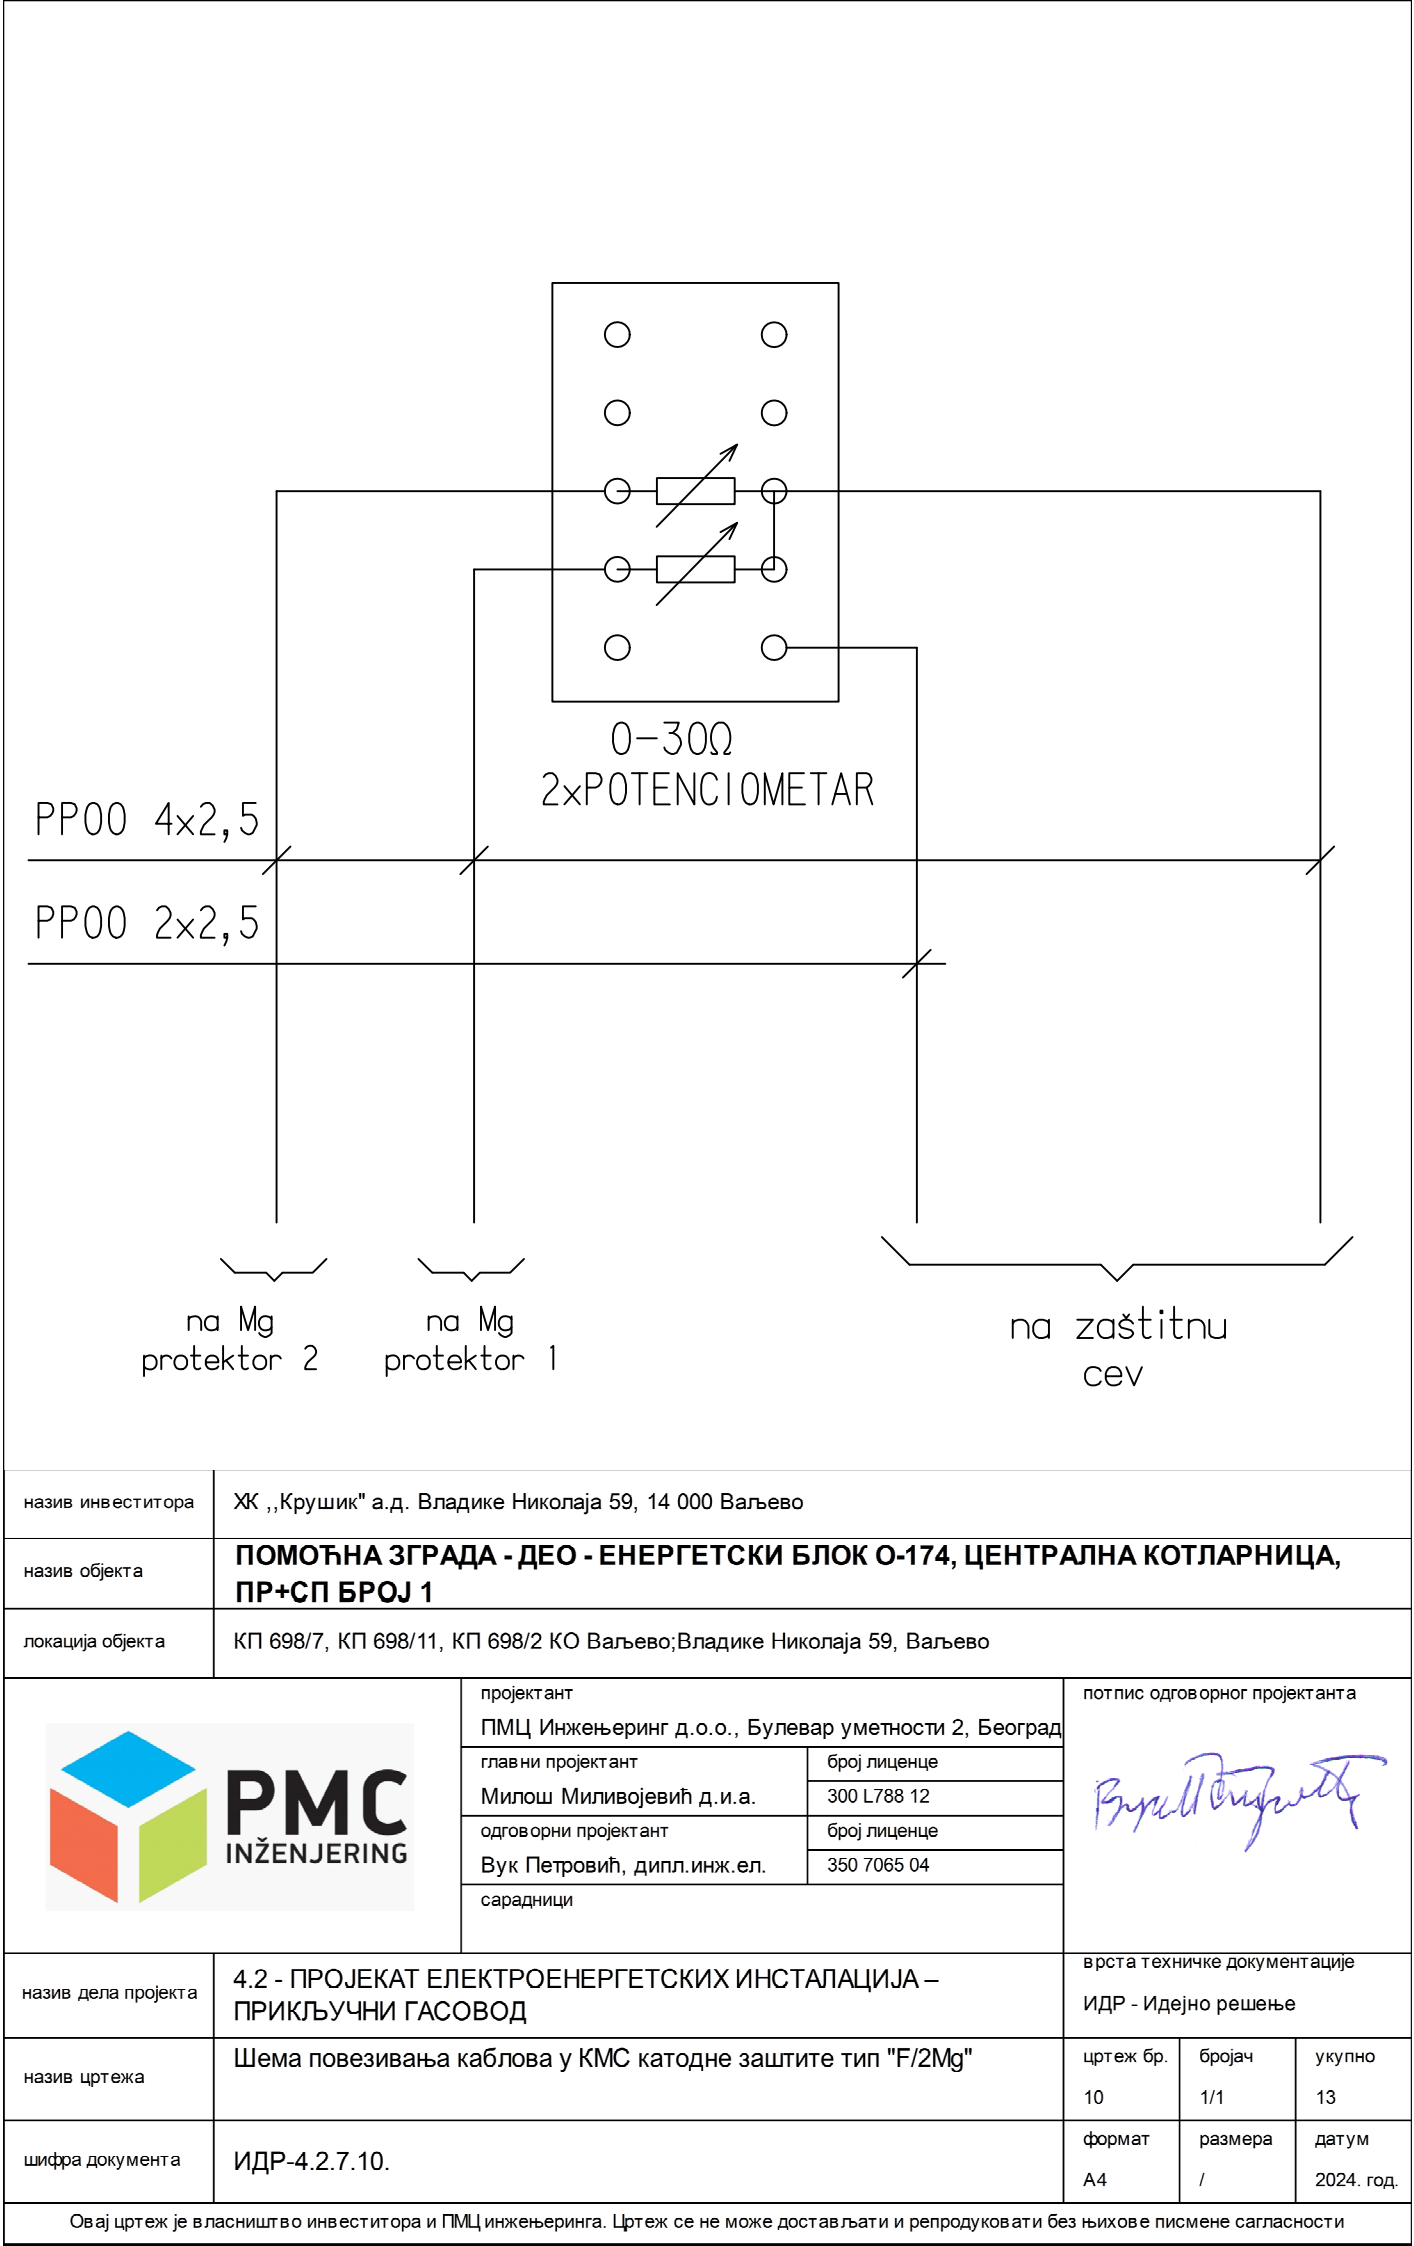 0-30Ω
2xPOTENCIOMETAR
PP00 4x2,5
PP00 2x2,5
na Mg
protektor 2
na Mg
protektor 1
na zaštitnu
cev
назив инвеститора
ХК ,,Крушик" а.д. Владике Николаја 59, 14 000 Ваљево
назив објекта
ПОМОЋНА ЗГРАДА - ДЕО - ЕНЕРГЕТСКИ БЛОК О-174, ЦЕНТРАЛНА КОТЛАРНИЦА,
ПР+СП БРОЈ 1
локација објекта
КП 698/7, КП 698/11, КП 698/2 КО Ваљево;Владике Николаја 59, Ваљево
PMC
INŽENJERING
пројектант
ПМЦ Инжењеринг д.о.о., Булевар уметности 2, Београд
главни пројектант
број лиценце
Милош Миливојевић д.и.а.
300 L788 12
одговорни пројектант
број лиценце
Вук Петровић, дипл.инж.ел.
350 7065 04
сарадници
потпис одговорног пројектанта
назив дела пројекта
4.2 - ПРОЈЕКАТ ЕЛЕКТРОЕНЕРГЕТСКИХ ИНСТАЛАЦИЈА –
ПРИКЉУЧНИ ГАСОВОД
врста техничке документације
ИДР - Идејно решење
назив цртежа
Шема повезивања каблова у КМС катодне заштите тип "F/2Mg"
цртеж бр.
бројач
укупно
10
1/1
13
шифра документа
ИДР-4.2.7.10.
формат
размера
датум
А4
/
2024. год.
Овај цртеж је власништво инвеститора и ПМЦ инжењеринга. Цртеж се не може достављати и репродуковати без њихове писмене сагласности